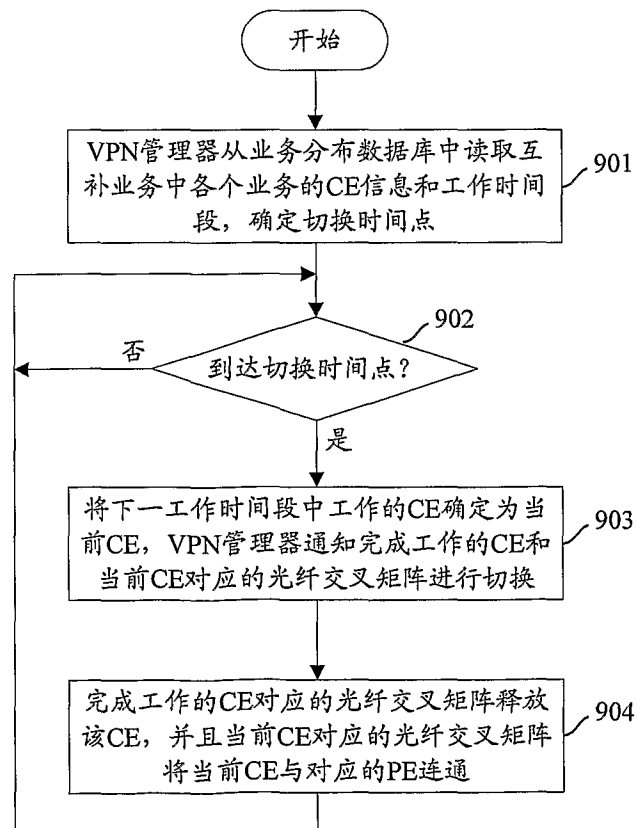 开始
VPN管理器从业务分布数据库中读取互
补业务中各个业务的CE信息和工作时间
段，确定切换时间点
901
902
到达切换时间点？
否
是
将下一工作时间段中工作的CE确定为当
前CE，VPN管理器通知完成工作的CE和
当前CE对应的光纤交叉矩阵进行切换
903
完成工作的CE对应的光纤交叉矩阵释放
该CE，并且当前CE对应的光纤交叉矩阵
将当前CE与对应的PE连通
904